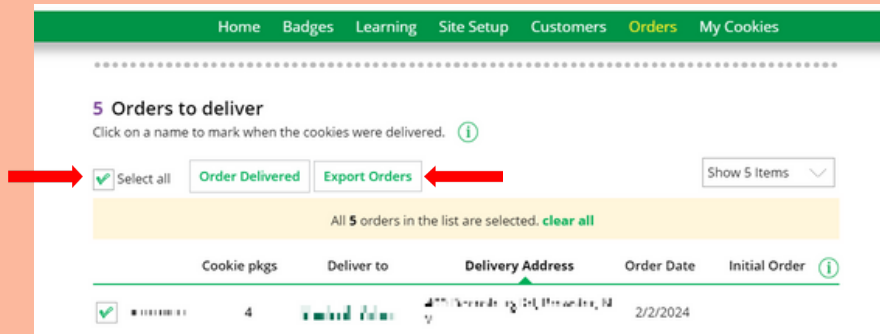 Home Badges Learning Site Setup Customers Orders My Cookies
5 Orders to deliver
Click on a name to mark when the cookies were delivered. i
Select all Order Delivered Export Orders Show 5 Items
All 5 orders in the list are selected. clear all
Cookie pkgs Deliver to Delivery Address Order Date Initial Order i
4 2/2/2024